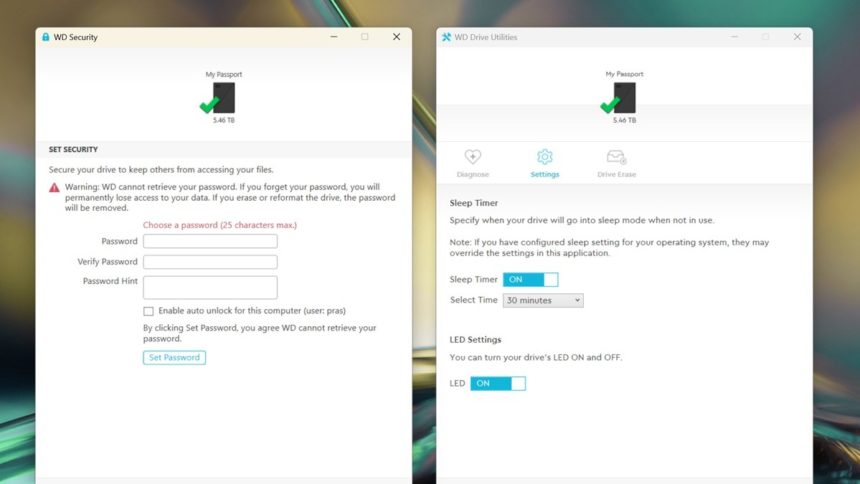 WD Security
My Passport
5.46 TB
SET SECURITY
Secure your drive to keep others from accessing your files.
Warning: WD cannot retrieve your password. If you forget your password, you will
permanently lose access to your data. If you erase or reformat the drive, the password
will be removed.
Choose a password (25 characters max.)
Password
Verify Password
Password Hint
Enable auto unlock for this computer (user: pras)
By clicking Set Password, you agree WD cannot retrieve your
password.
Set Password
WD Drive Utilities
My Passport
5.46 TB
Diagnose
Settings
Drive Erase
Sleep Timer
Specify when your drive will go into sleep mode when not in use.
Note: If you have configured sleep setting for your operating system, they may
override the settings in this application.
Sleep Timer ON
Select Time 30 minutes
LED Settings
You can turn your drive's LED ON and OFF.
LED ON